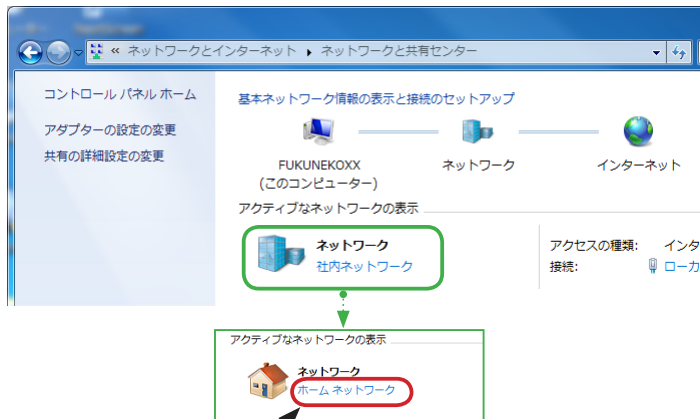 « ネットワークとインターネット ▸ ネットワークと共有センター
コントロール パネル ホーム
アダプターの設定の変更
共有の詳細設定の変更
基本ネットワーク情報の表示と接続のセットアップ
FUKUNEKOXX
(このコンピューター)
ネットワーク
インターネット
アクティブなネットワークの表示
ネットワーク
社内ネットワーク
アクセスの種類: インタ
接続: ローカ
アクティブなネットワークの表示
ネットワーク
ホーム ネットワーク